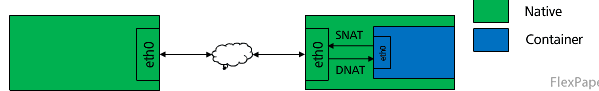 Native
Container
eth0
eth0
SNAT
DNAT
eth0
FlexPape